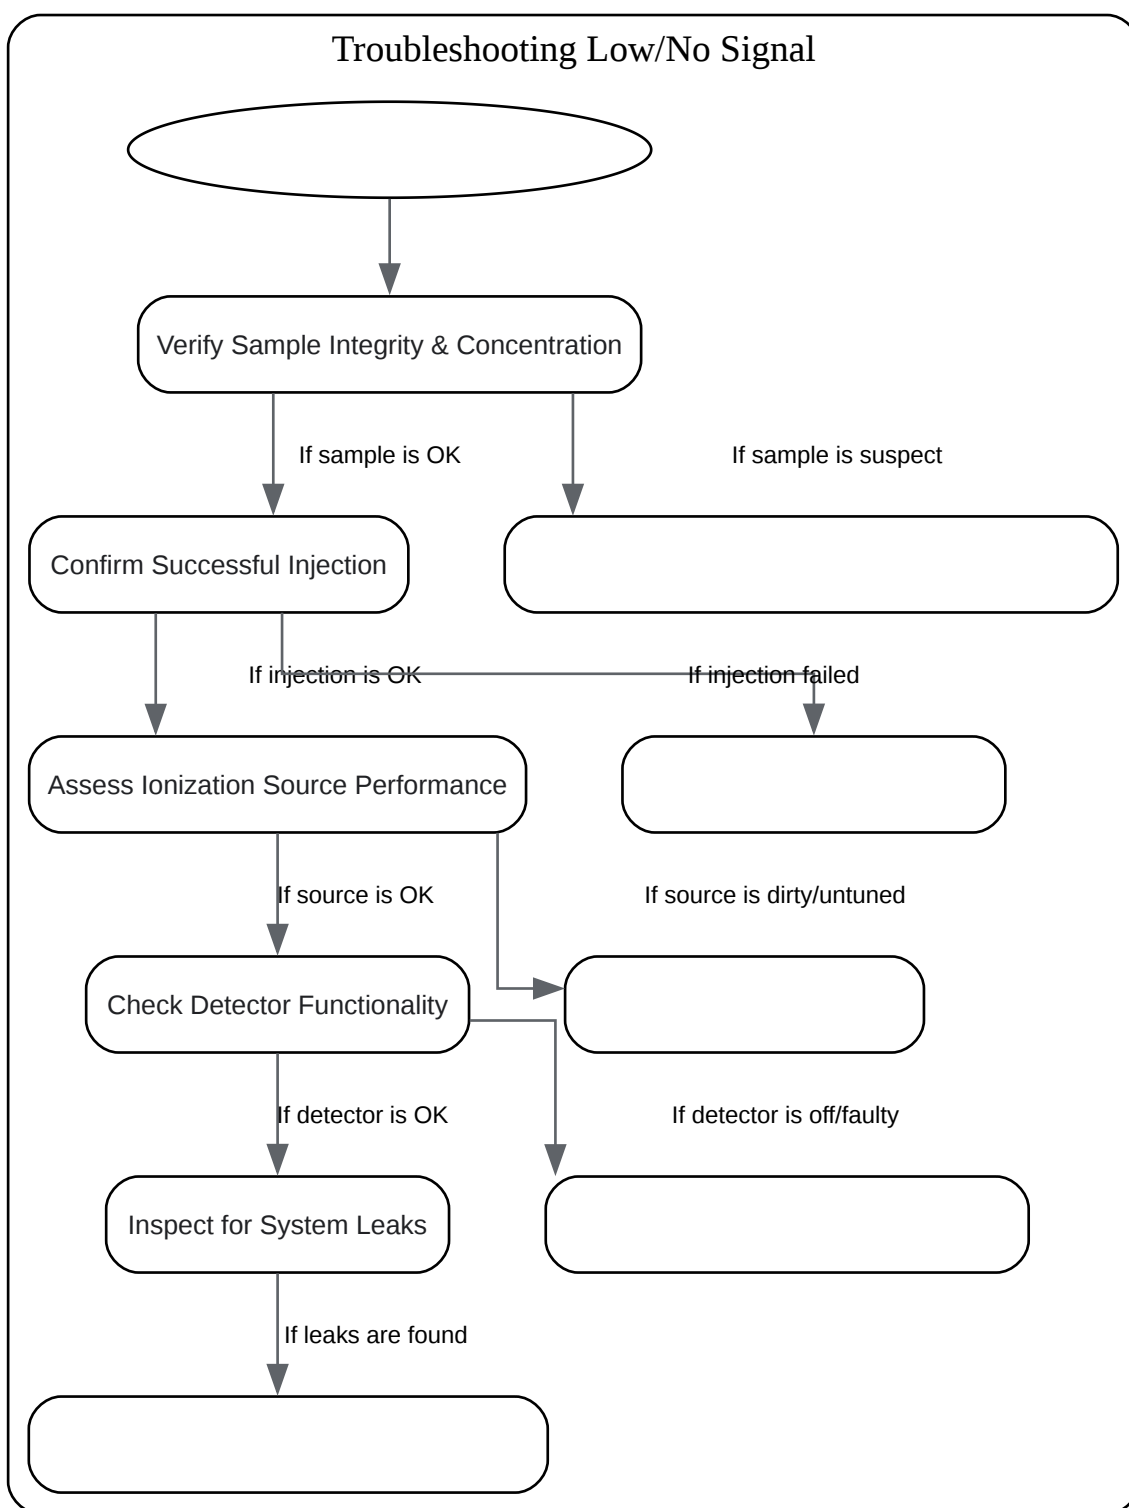 Troubleshooting Low/No Signal
Verify Sample Integrity & Concentration
If sample is OK
If sample is suspect
Confirm Successful Injection
If injection is OK
If injection failed
Assess Ionization Source Performance
If source is OK
If source is dirty/untuned
Check Detector Functionality
If detector is OK
If detector is off/faulty
Inspect for System Leaks
If leaks are found